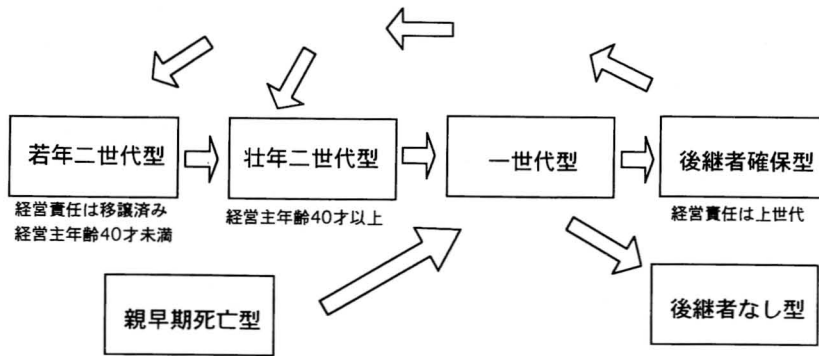 若年二世代型
壮年二世代型
一世代型
後継者確保型
経営責任は移譲済み
経営主年齢40才未満
経営主年齢40才以上
経営責任は上世代
親早期死亡型
後継者なし型